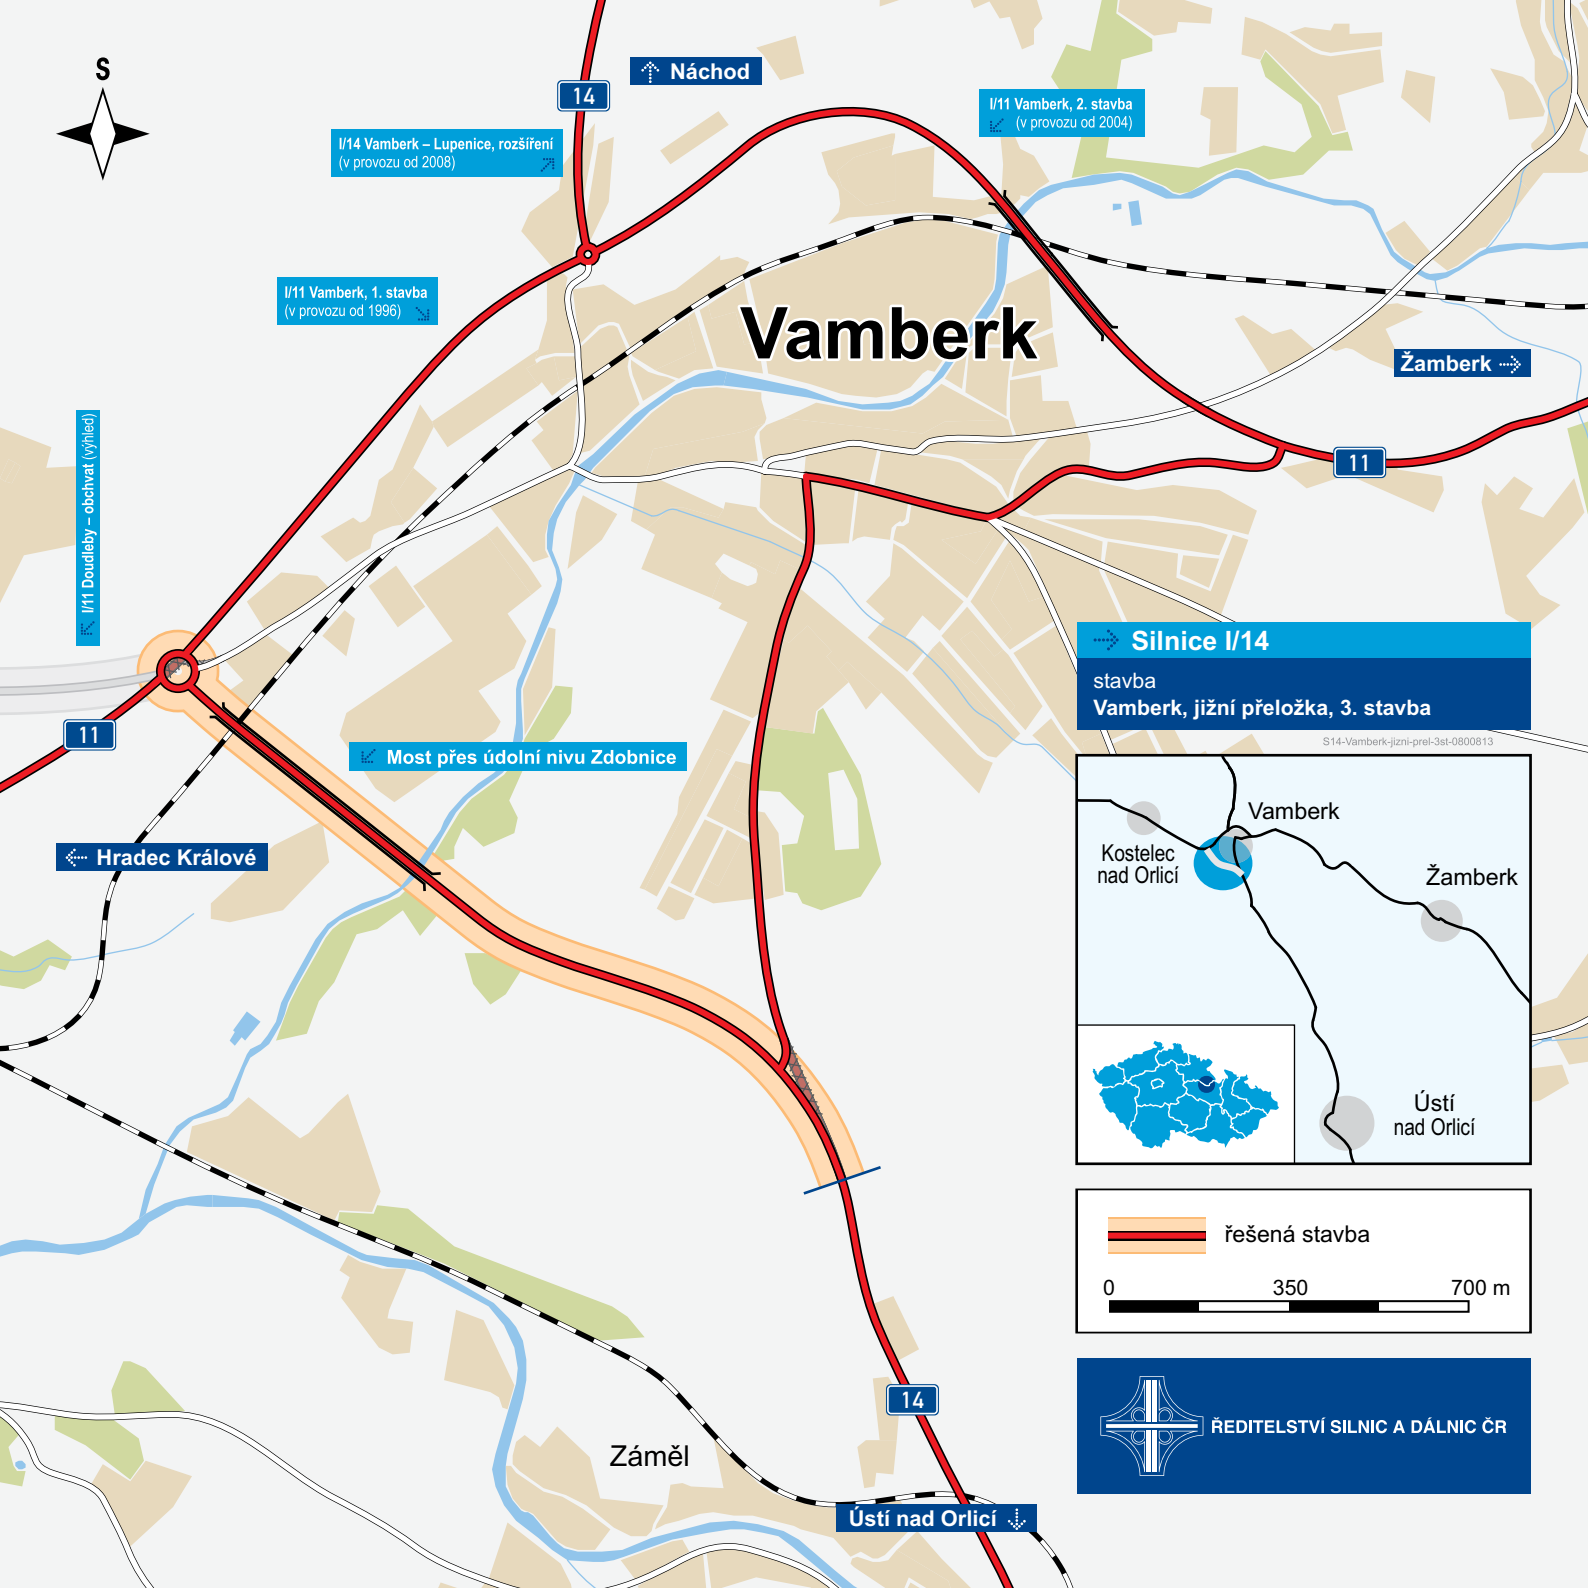 S
14
Náchod
I/11 Vamberk, 2. stavba
(v provozu od 2004)
I/14 Vamberk – Lupenice, rozšíření
(v provozu od 2008)
I/11 Vamberk, 1. stavba
(v provozu od 1996)
Vamberk
Žamberk
I/11 Doudleby – obchvat (výhled)
11
11
Silnice I/14
stavba
Vamberk, jižní přeložka, 3. stavba
S14-Vamberk-jizni-prel-3st-0800813
Most přes údolní nivu Zdobnice
Hradec Králové
Vamberk
Kostelec
nad Orlicí
Žamberk
Ústí
nad Orlicí
řešená stavba
0 350 700 m
14
Záměl
ŘEDITELSTVÍ SILNIC A DÁLNIC ČR
Ústí nad Orlicí